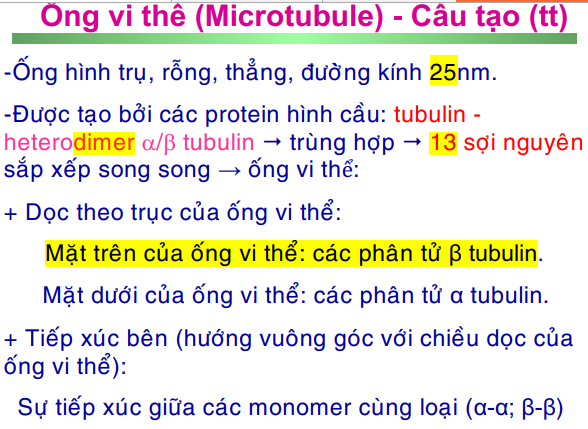 Ống vi thể (Microtubule) - Cấu tạo (tt)
-Ống hình trụ, rỗng, thẳng, đường kính 25nm.
-Được tạo bởi các protein hình cầu: tubulin -
heterodimer α/β tubulin → trùng hợp → 13 sợi nguyên
sắp xếp song song → ống vi thể:
+ Dọc theo trục của ống vi thể:
Mặt trên của ống vi thể: các phân tử β tubulin.
Mặt dưới của ống vi thể: các phân tử α tubulin.
+ Tiếp xúc bên (hướng vuông góc với chiều dọc của
ống vi thể):
Sự tiếp xúc giữa các monomer cùng loại (α-α; β-β)